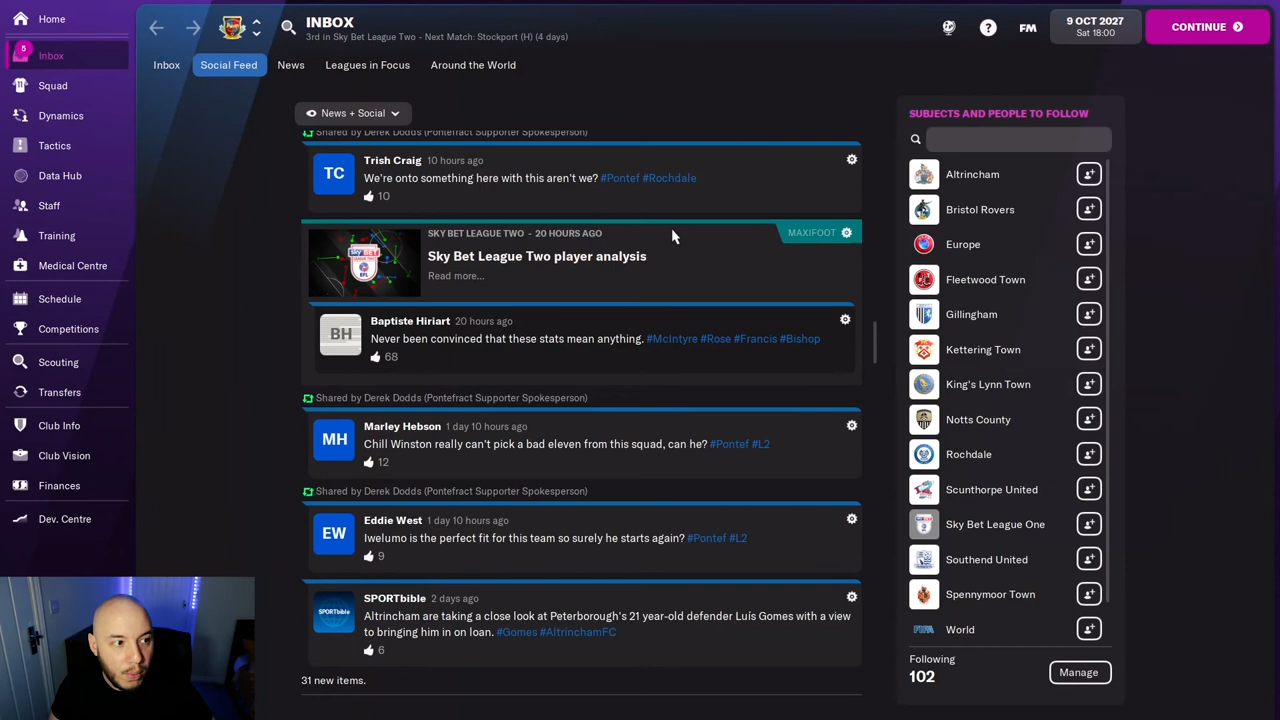 Home
INBOX
3rd in Sky Bet League Two - Next Match: Stockport (H) (4 days)
FM
9 OCT 2027
Sat 18:00
CONTINUE
5
Inbox
Squad
Dynamics
Tactics
Data Hub
Staff
Training
Medical Centre
Schedule
Competitions
Scouting
Transfers
Club Info
Club Vision
Finances
Dev. Centre
Inbox
Social Feed
News
Leagues in Focus
Around the World
News + Social
Shared by Derek Dodds (Pontefract Supporter Spokesperson)
TC
Trish Craig 10 hours ago
We're onto something here with this aren't we? #Pontef #Rochdale
10
SKY BET LEAGUE TWO - 20 HOURS AGO
MAXIFOOT
Sky Bet League Two player analysis
Read more...
BH
Baptiste Hiriart 20 hours ago
Never been convinced that these stats mean anything. #McIntyre #Rose #Francis #Bishop
68
Shared by Derek Dodds (Pontefract Supporter Spokesperson)
MH
Marley Hebson 1 day 10 hours ago
Chill Winston really can't pick a bad eleven from this squad, can he? #Pontef #L2
12
Shared by Derek Dodds (Pontefract Supporter Spokesperson)
EW
Eddie West 1 day 10 hours ago
Iwelumo is the perfect fit for this team so surely he starts again? #Pontef #L2
9
SPORTbible
SPORTbible 2 days ago
Altrincham are taking a close look at Peterborough's 21 year-old defender Luís Gomes with a view
to bringing him in on loan. #Gomes #AltrinchamFC
6
31 new items.
SUBJECTS AND PEOPLE TO FOLLOW
Altrincham
Bristol Rovers
Europe
Fleetwood Town
Gillingham
Kettering Town
King's Lynn Town
Notts County
Rochdale
Scunthorpe United
Sky Bet League One
Southend United
Spennymoor Town
FIFA
World
Following
102
Manage